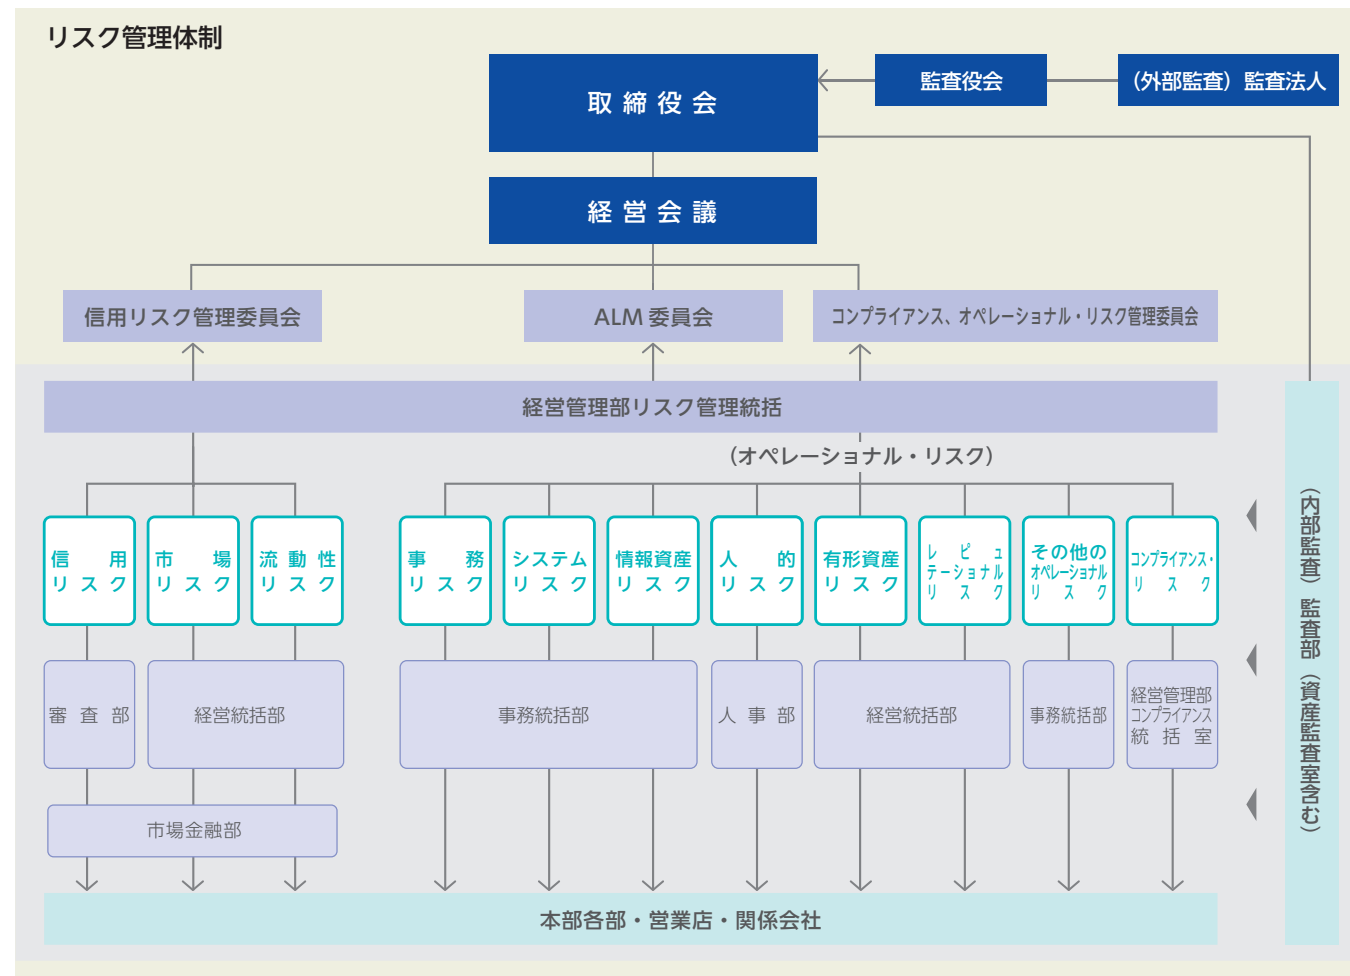 リスク管理体制
取締役会
監査役会
（外部監査）監査法人
経営会議
信用リスク管理委員会
ALM 委員会
コンプライアンス、オペレーショナル・リスク管理委員会
経営管理部リスク管理統括
（オペレーショナル・リスク）
信用
リスク
市場
リスク
流動性
リスク
事務
リスク
システム
リスク
情報資産
リスク
人的
リスク
有形資産
リスク
レピュ
テーショナル
リスク
その他の
オペレーショナル
リスク
コンプライアンス・
リスク
審査部
経営統括部
事務統括部
人事部
経営統括部
事務統括部
経営管理部
コンプライアンス
統括室
市場金融部
本部各部・営業店・関係会社
（内部監査）監査部（資産監査室含む）